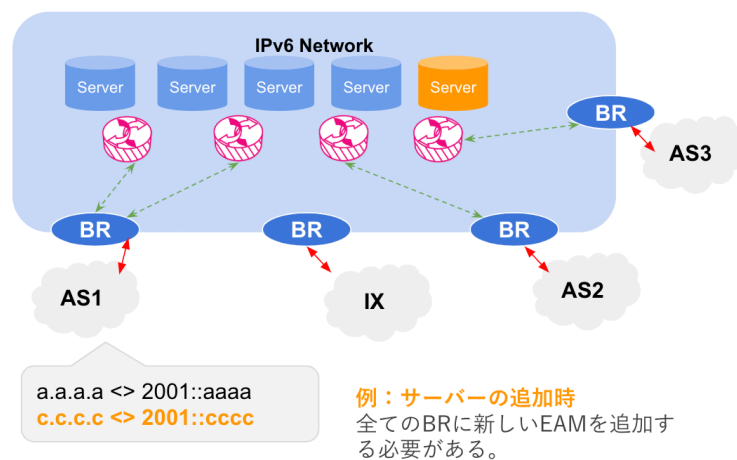 IPv6 Network
Server
Server
Server
Server
Server
BR
AS3
BR
BR
BR
AS1
IX
AS2
a.a.a.a <> 2001::aaaa
c.c.c.c <> 2001::cccc
例：サーバーの追加時
全てのBRに新しいEAMを追加す
る必要がある。